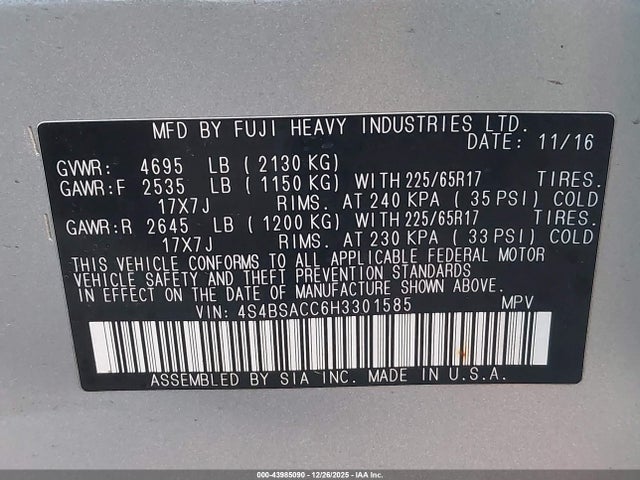 MFD BY FUJI HEAVY INDUSTRIES LTD.
DATE: 11/16
GVWR: 4695 LB ( 2130 KG)
GAWR:F 2535 LB ( 1150 KG) WITH 225/65R17 TIRES.
17X7J RIMS. AT 240 KPA ( 35 PSI) COLD
GAWR:R 2645 LB ( 1200 KG) WITH 225/65R17 TIRES.
17X7J RIMS. AT 230 KPA ( 33 PSI) COLD
THIS VEHICLE CONFORMS TO ALL APPLICABLE FEDERAL MOTOR
VEHICLE SAFETY AND THEFT PREVENTION STANDARDS
IN EFFECT ON THE DATE OF MANUFACTURE SHOWN ABOVE.
VIN: 4S4BSACC6H3301585 MPV
ASSEMBLED BY SIA INC. MADE IN U.S.A.
000-43985090 - 12/26/2025 - IAA Inc.